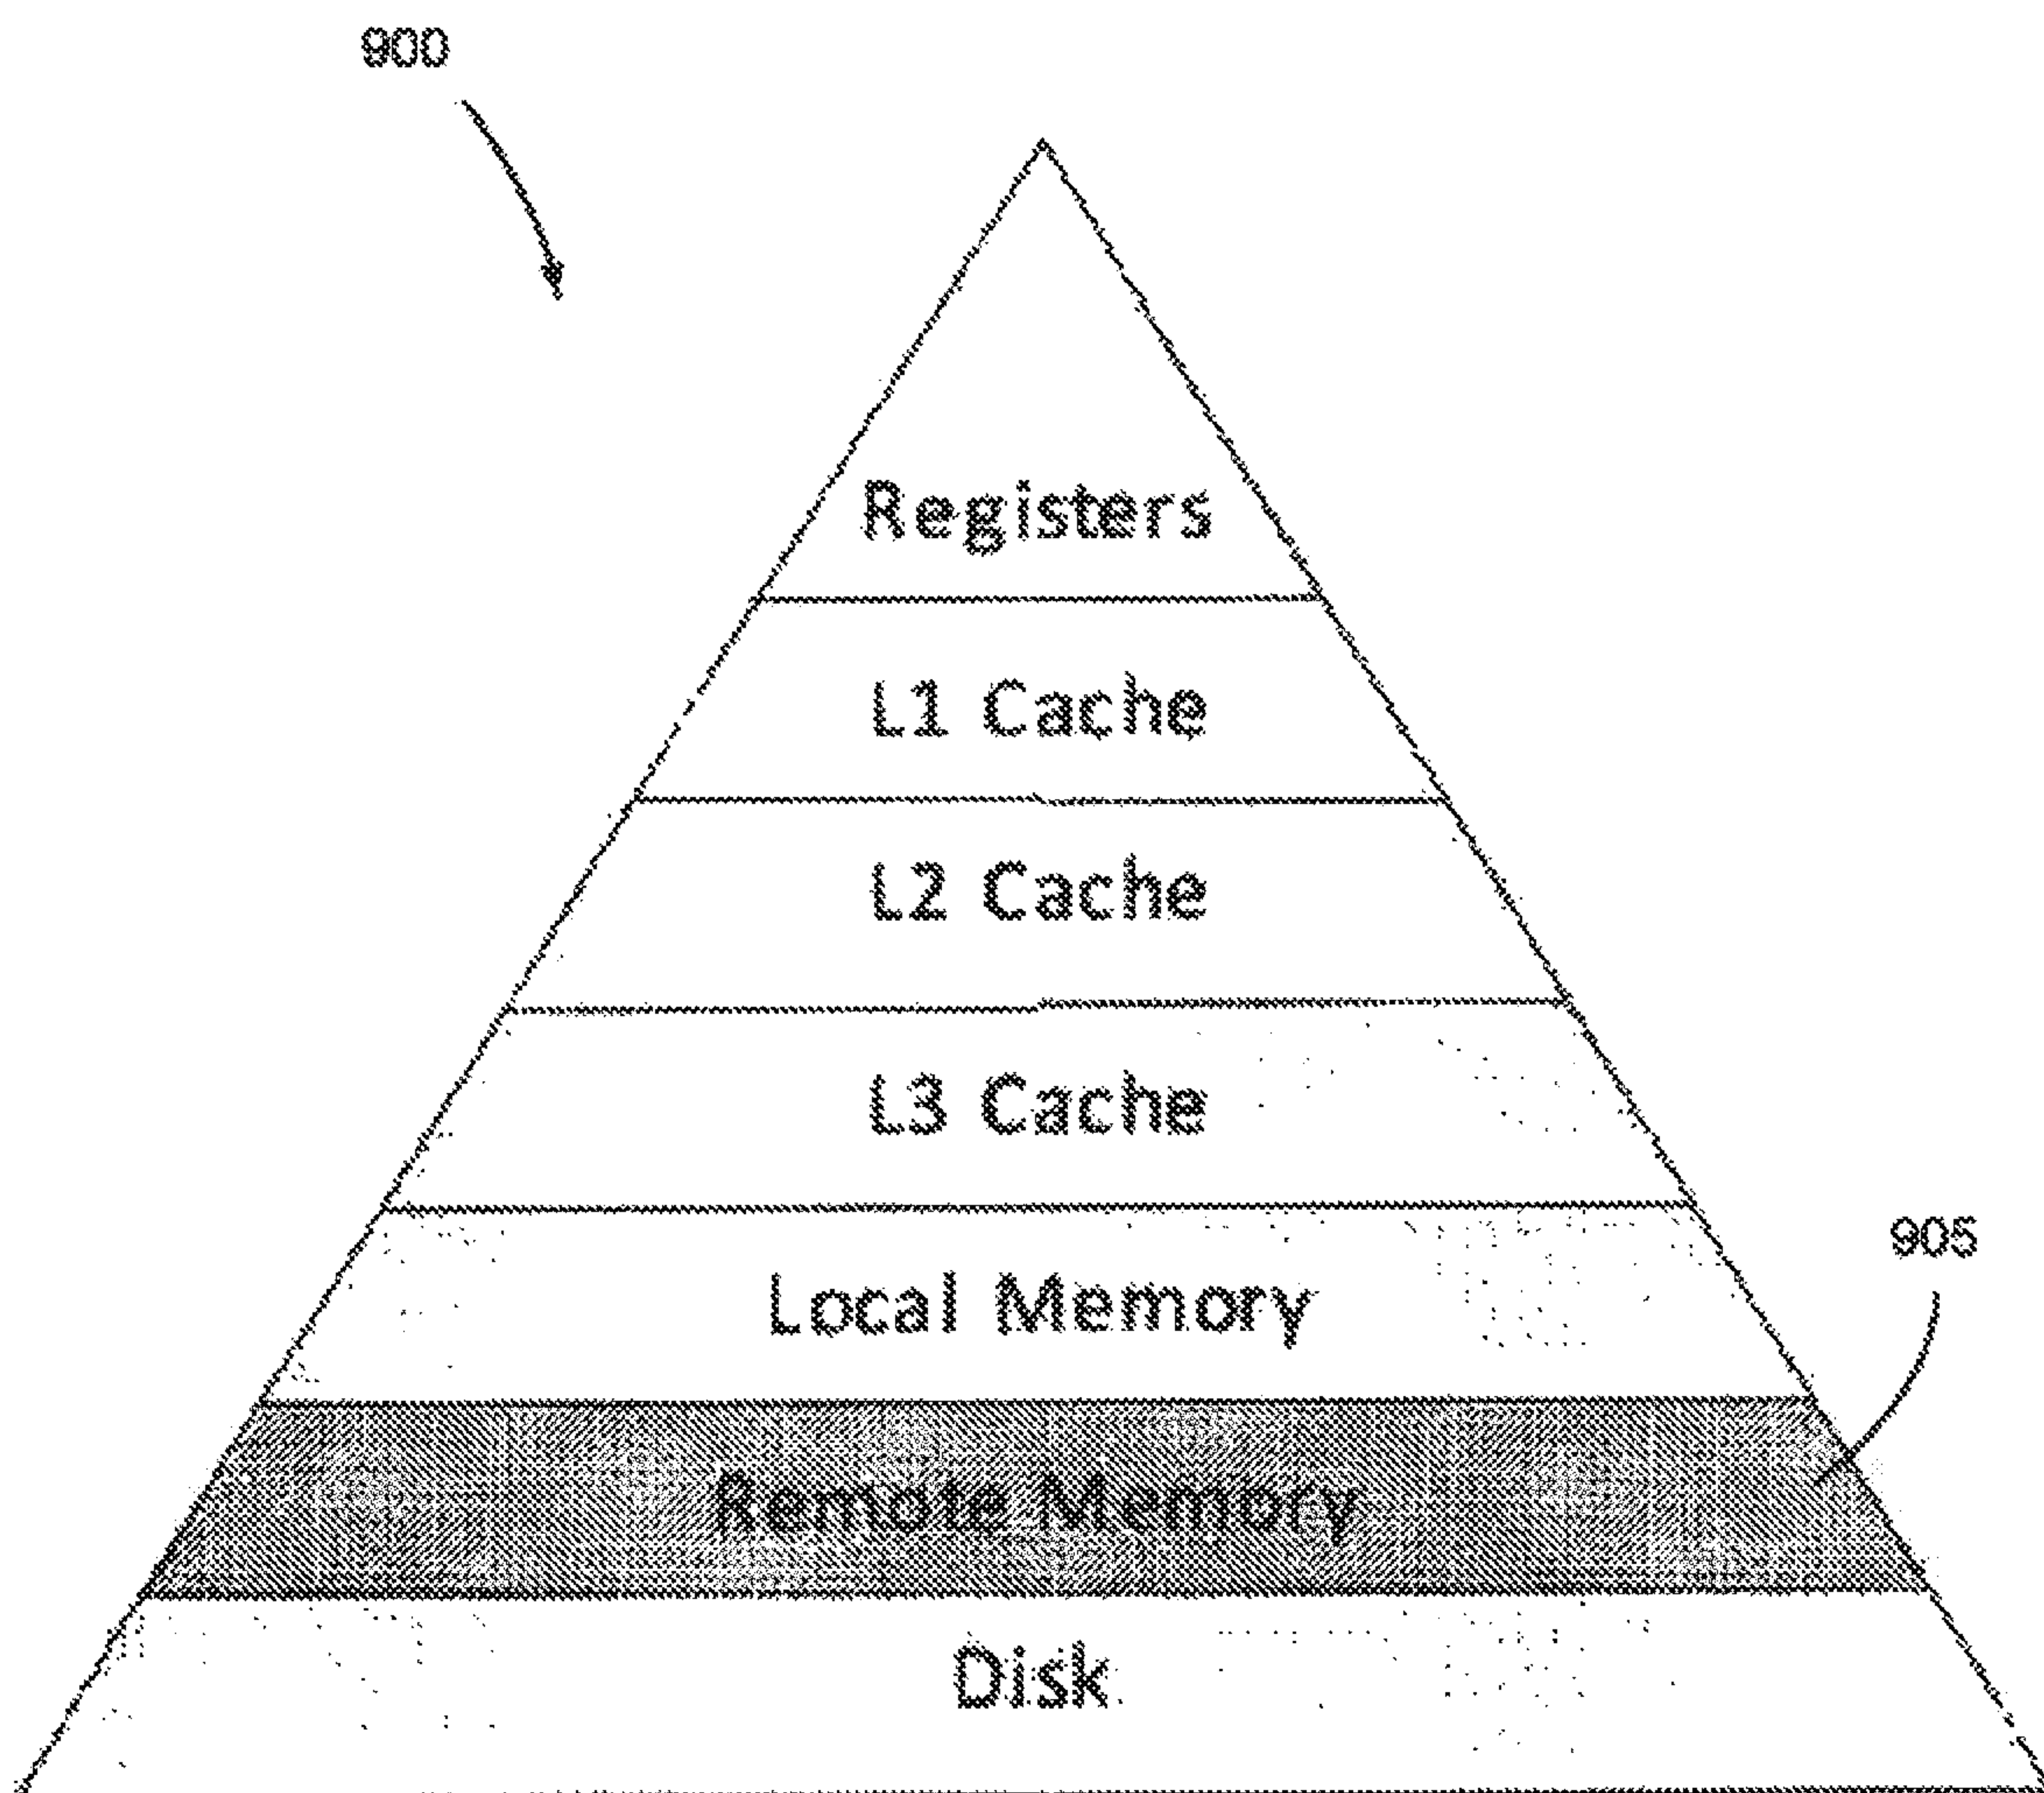 900
Registers
L1 Cache
L2 Cache
L3 Cache
Local Memory
905
Remote Memory
Disk